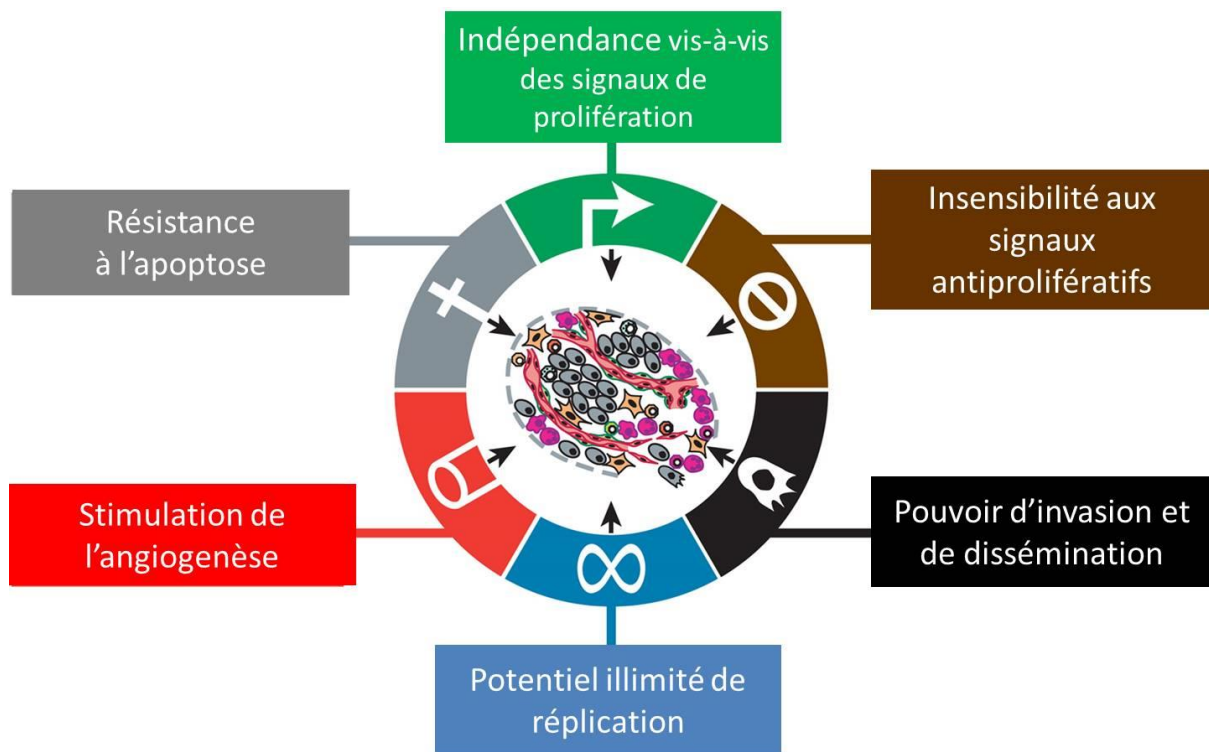 Indépendance vis-à-vis
des signaux de
prolifération
Résistance
à l'apoptose
Insensibilité aux
signaux
antiprolifératifs
Stimulation de
l'angiogenèse
Pouvoir d'invasion et
de dissémination
Potentiel illimité de
réplication